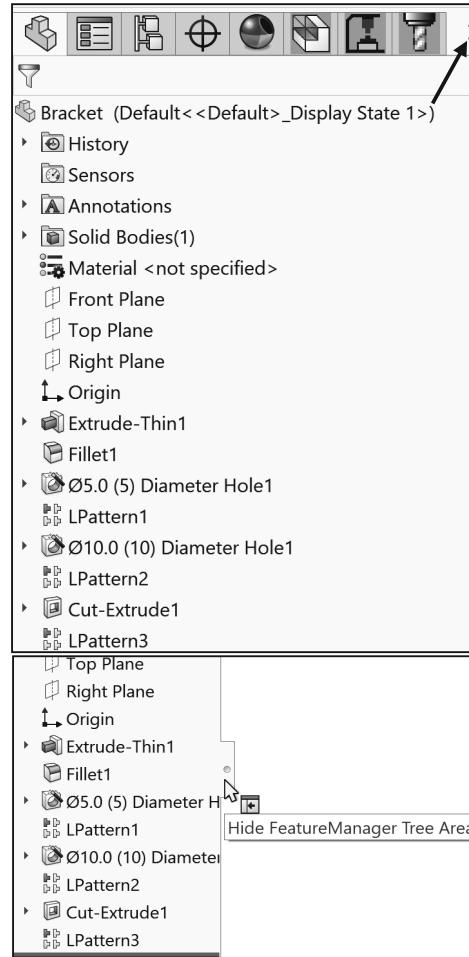 Bracket (Default<<Default>_Display State 1>)
History
Sensors
Annotations
Solid Bodies(1)
Material <not specified>
Front Plane
Top Plane
Right Plane
Origin
Extrude-Thin1
Fillet1
Ø5.0 (5) Diameter Hole1
LPattern1
Ø10.0 (10) Diameter Hole1
LPattern2
Cut-Extrude1
LPattern3
Top Plane
Right Plane
Origin
Extrude-Thin1
Fillet1
Ø5.0 (5) Diameter H
LPattern1
Hide FeatureManager Tree Area
Ø10.0 (10) Diameter
LPattern2
Cut-Extrude1
LPattern3